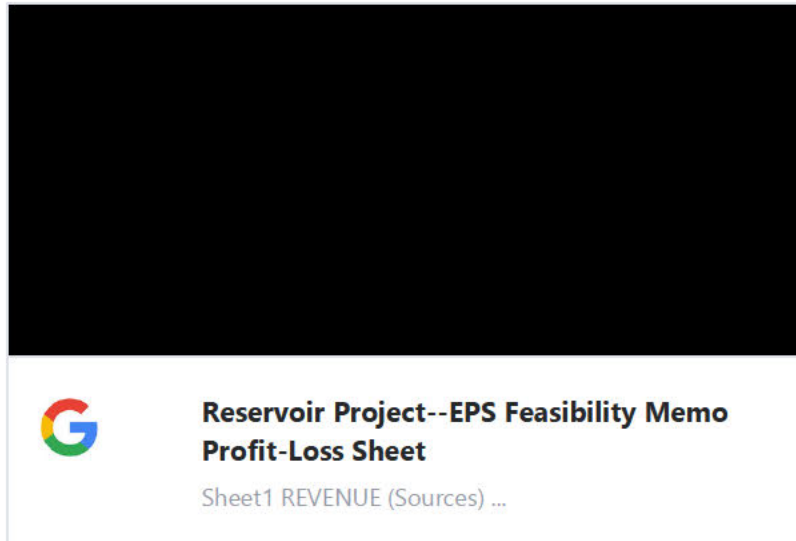 Reservoir Project--EPS Feasibility Memo
Profit-Loss Sheet
Sheet1 REVENUE (Sources) ...